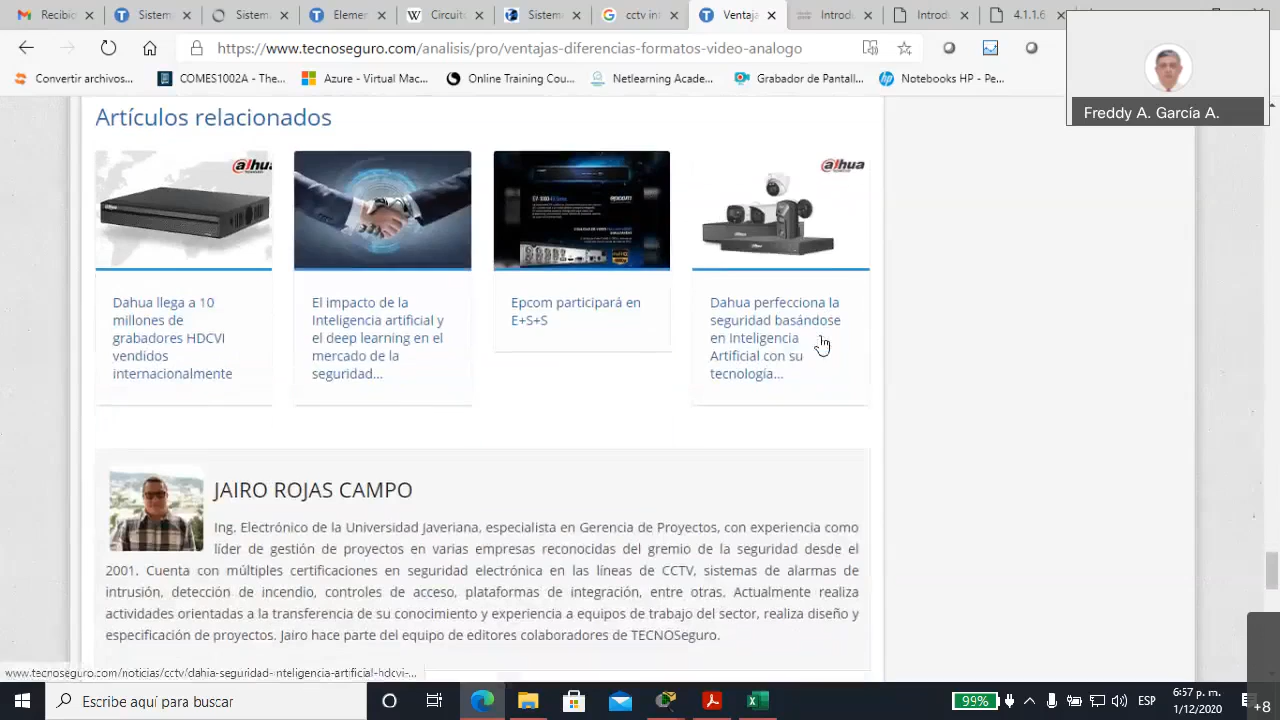 Recibic
Sistem
Elemer
Circuito
Sistem
cctv inl
Ventaj
Introd
Introd
4.1.1.6
https://www.tecnoseguro.com/analisis/pro/ventajas-diferencias-formatos-video-analogo
Freddy A. García A.
Convertir archivos...
COMES1002A - The...
Azure - Virtual Mac...
Online Training Cou...
Netlearning Acade...
Grabador de Pantall...
Notebooks HP - Pe...
Artículos relacionados
alhua
epcom
alhua
Dahua llega a 10
millones de
grabadores HDCVI
vendidos
internacionalmente
El impacto de la
Inteligencia artificial y
el deep learning en el
mercado de la
seguridad...
Epcom participará en
E+S+S
Dahua perfecciona la
seguridad basándose
en Inteligencia
Artificial con su
tecnología...
JAIRO ROJAS CAMPO
Ing. Electrónico de la Universidad Javeriana, especialista en Gerencia de Proyectos, con experiencia como
líder de gestión de proyectos en varias empresas reconocidas del gremio de la seguridad desde el
2001. Cuenta con múltiples certificaciones en seguridad electrónica en las líneas de CCTV, sistemas de alarmas de
intrusión, detección de incendio, controles de acceso, plataformas de integración, entre otras. Actualmente realiza
actividades orientadas a la transferencia de su conocimiento y experiencia a equipos de trabajo del sector, realiza diseño y
especificación de proyectos. Jairo hace parte del equipo de editores colaboradores de TECNOSeguro.
www.tecnoseguro.com/noticias/cctv/dahia-seguridad-inteligencia-artificial-hdcvi-...
Escribe aquí para buscar
99%
ESP
6:57 p. m.
1/12/2020
+8